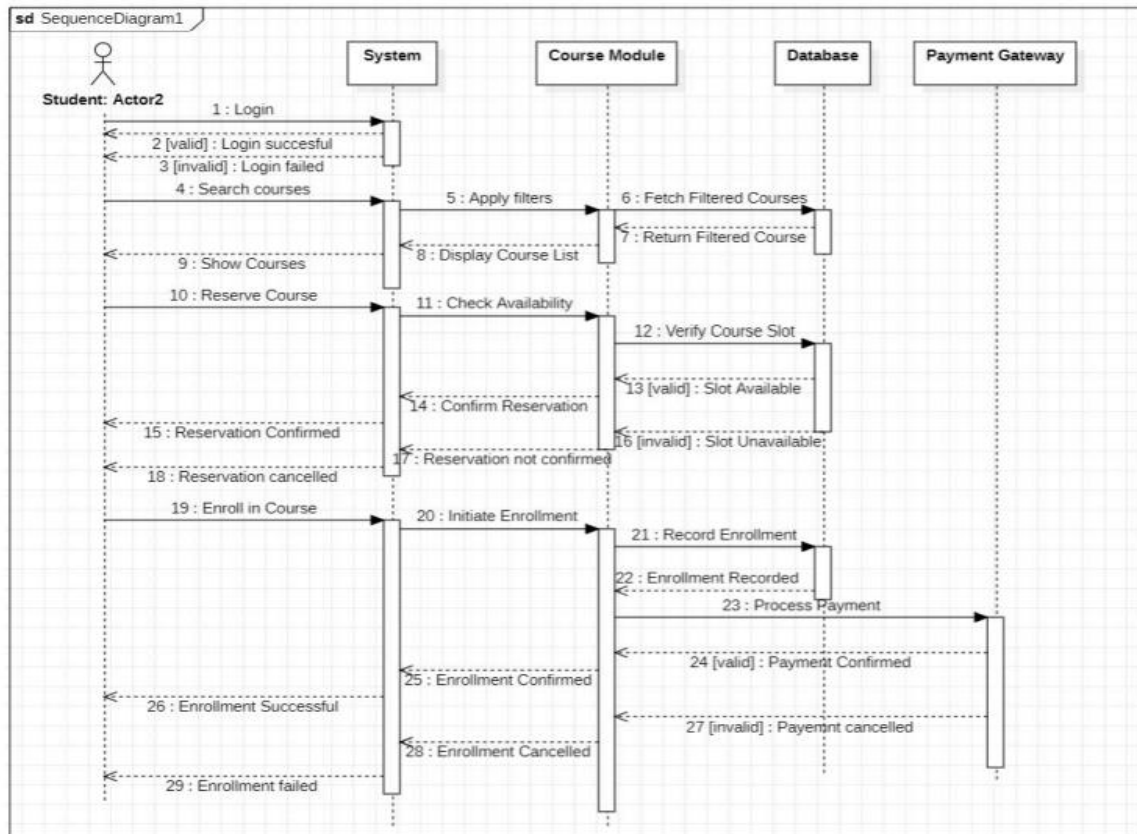 sd SequenceDiagram1
System
Course Module
Database
Payment Gateway
Student: Actor2
1 : Login
2 [valid] : Login succesful
3 [invalid] : Login failed
4 : Search courses
5 : Apply filters
6 : Fetch Filtered Courses
7 : Return Filtered Course
8 : Display Course List
9 : Show Courses
10 : Reserve Course
11 : Check Availability
12 : Verify Course Slot
13 [valid] : Slot Available
14 : Confirm Reservation
15 : Reservation Confirmed
16 [invalid] : Slot Unavailable
17 : Reservation not confirmed
18 : Reservation cancelled
19 : Enroll in Course
20 : Initiate Enrollment
21 : Record Enrollment
22 : Enrollment Recorded
23 : Process Payment
24 [valid] : Payment Confirmed
25 : Enrollment Confirmed
26 : Enrollment Successful
27 [invalid] : Payemnt cancelled
28 : Enrollment Cancelled
29 : Enrollment failed